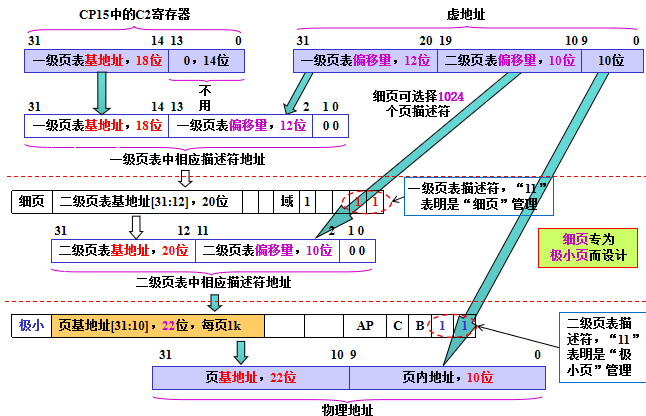 CP15中的C2寄存器
虚地址
31 14 13 0
31 20 19 10 9 0
一级页表基地址，18位 0，14位
一级页表偏移量，12位 二级页表偏移量，10位 10位
不用
细页可选择1024个页描述符
31 14 13 2 1 0
一级页表基地址，18位 一级页表偏移量，12位 0 0
一级页表中相应描述符地址
细页 二级页表基地址[31:12]，20位 域 1 1 1
一级页表描述符，“11”
表明是“细页”管理
31 12 11 2 1 0
二级页表基地址，20位 二级页表偏移量，10位 0 0
二级页表中相应描述符地址
细页专为
极小页而设计
极小 页基地址[31:10]，22位，每页1k AP C B 1 1
二级页表描
述符，“11”
表明是“极
小页”管理
31 10 9 0
页基地址，22位 页内地址，10位
物理地址